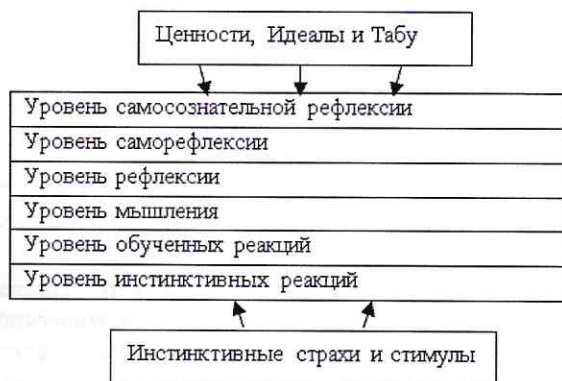 Ценности, Идеалы и Табу
Уровень самосознательной рефлексии
Уровень саморефлексии
Уровень рефлексии
Уровень мышления
Уровень обученных реакций
Уровень инстинктивных реакций
Инстинктивные страхи и стимулы